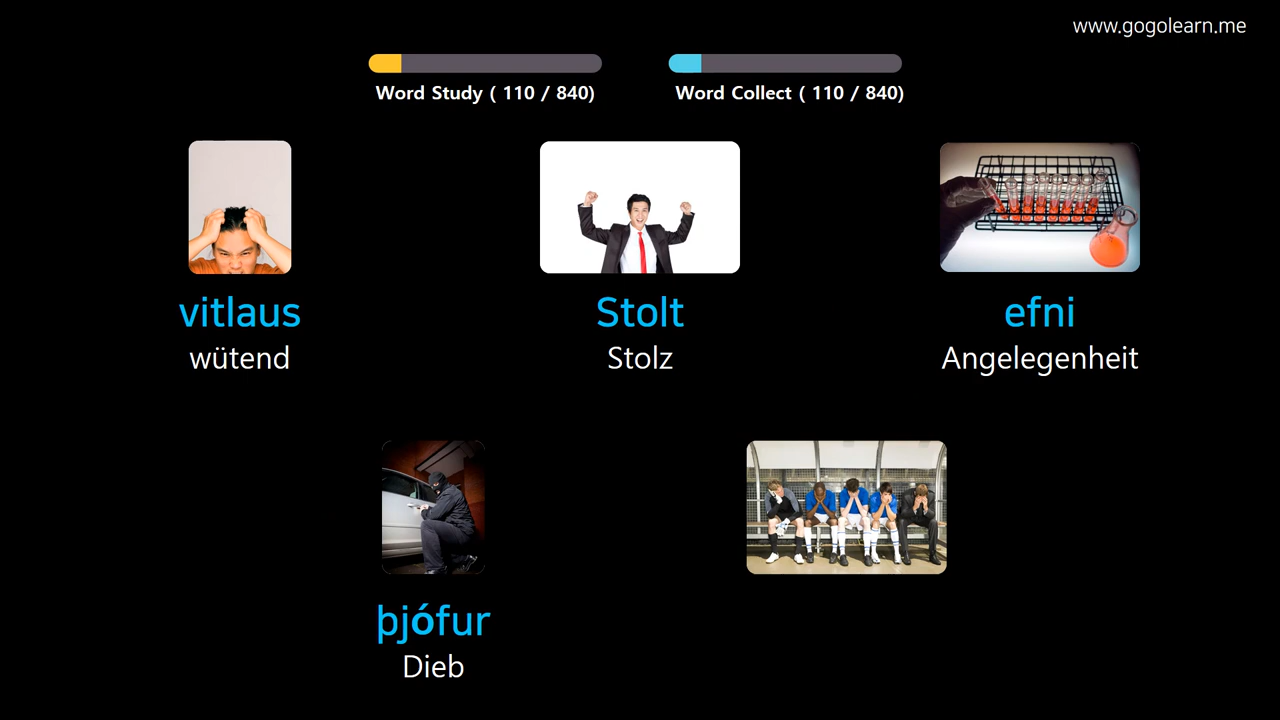 www.gogolearn.me
Word Study ( 110 / 840)
Word Collect ( 110 / 840)
vitlaus
wütend
Stolt
Stolz
efni
Angelegenheit
þjófur
Dieb